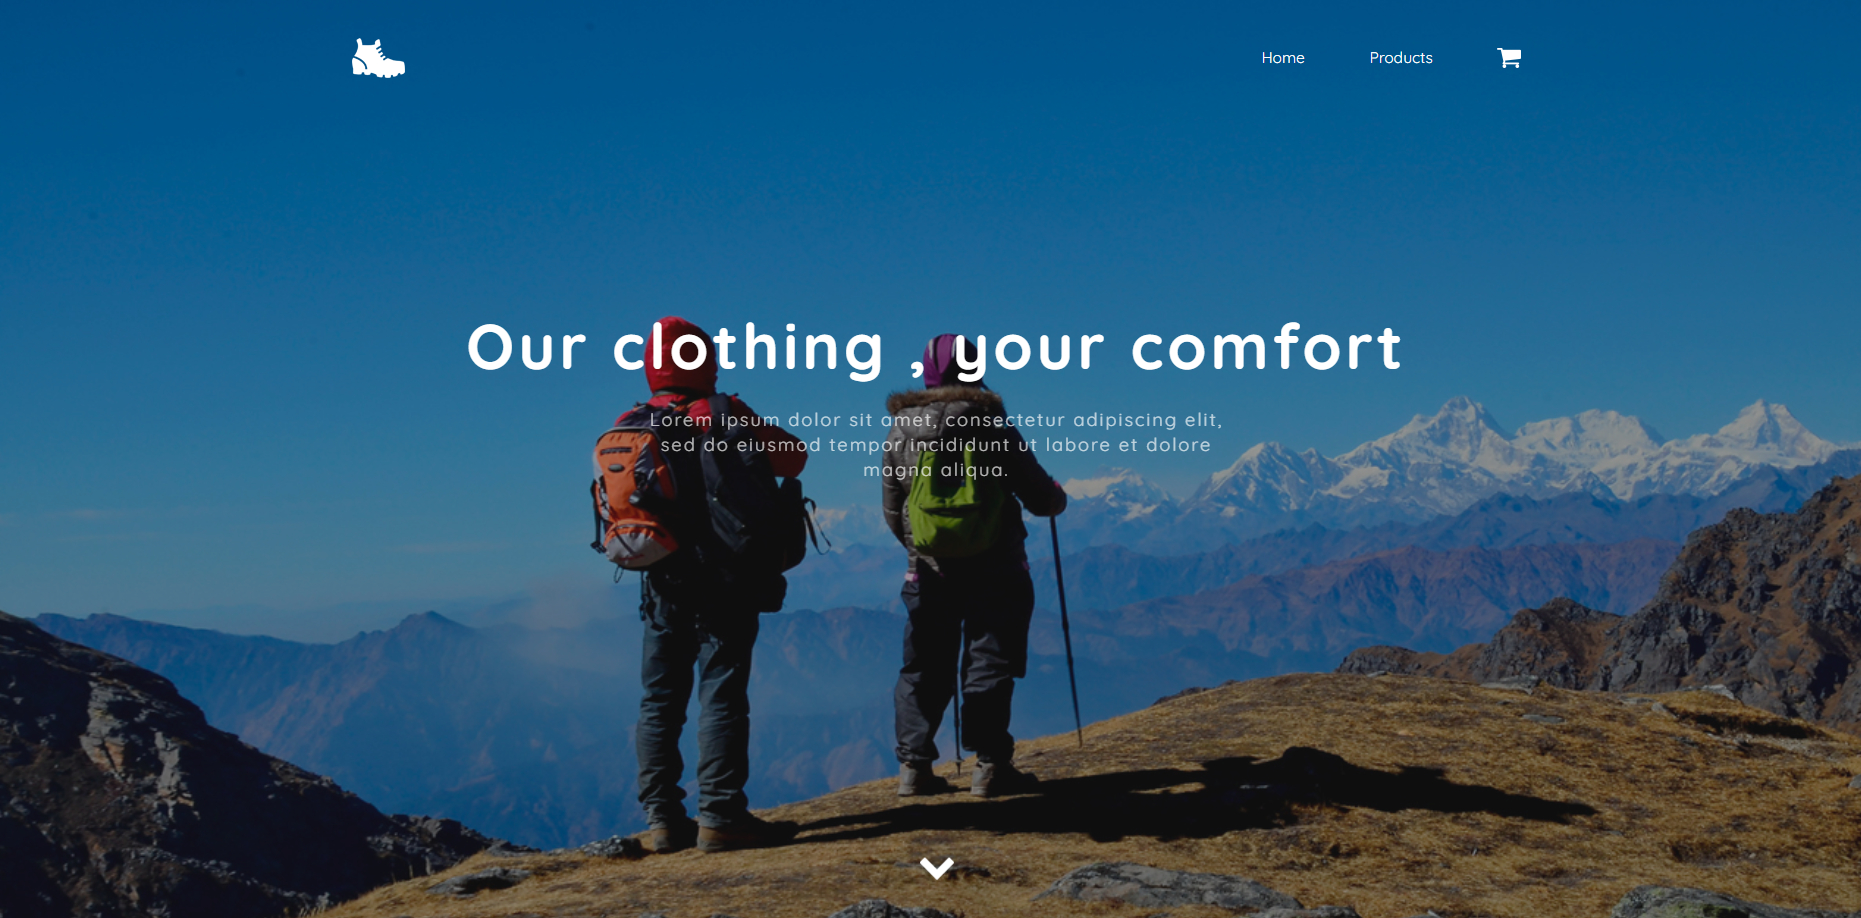 Home
Products
Our clothing , your comfort
Lorem ipsum dolor sit amet, consectetur adipiscing elit,
sed do eiusmod tempor incididunt ut labore et dolore
magna aliqua.